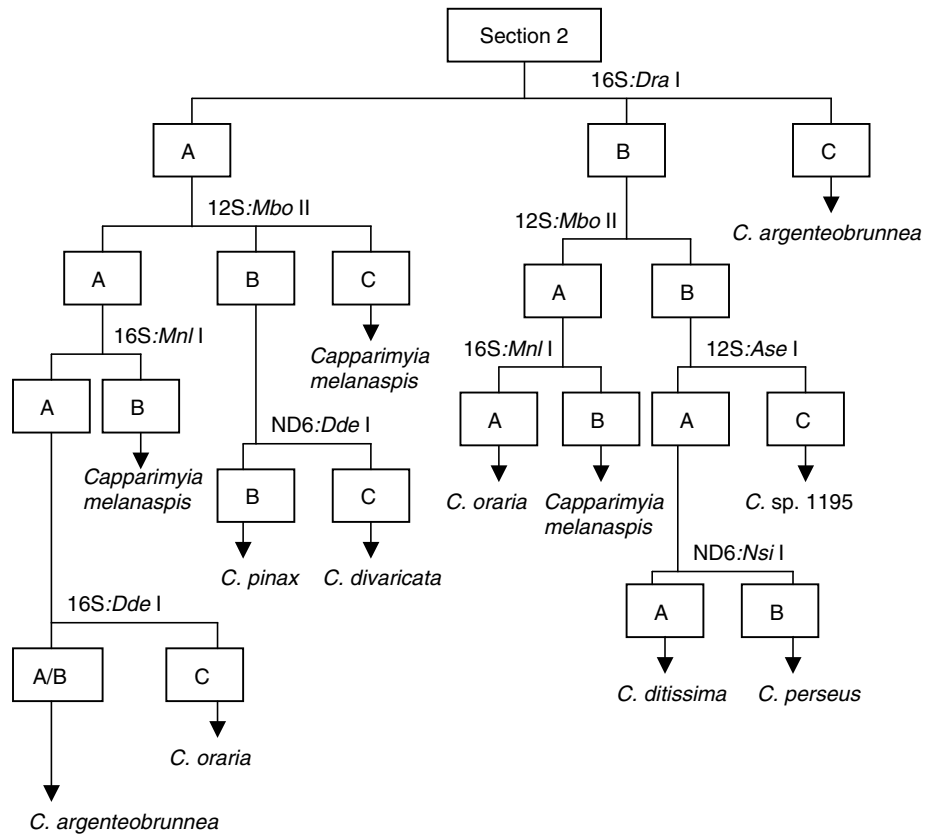 Section 2
16S:Dra I
A
B
C
12S:Mbo II
12S:Mbo II
C. argenteobrunnea
A
B
C
A
B
16S:Mnl I
Capparimyia
melanaspis
16S:Mnl I
12S:Ase I
A
B
A
B
A
C
ND6:Dde I
Capparimyia
melanaspis
B
C
C. oraria
Capparimyia
melanaspis
C. sp. 1195
C. pinax
C. divaricata
ND6:Nsi I
16S:Dde I
A
B
A/B
C
C. ditissima
C. perseus
C. oraria
C. argenteobrunnea